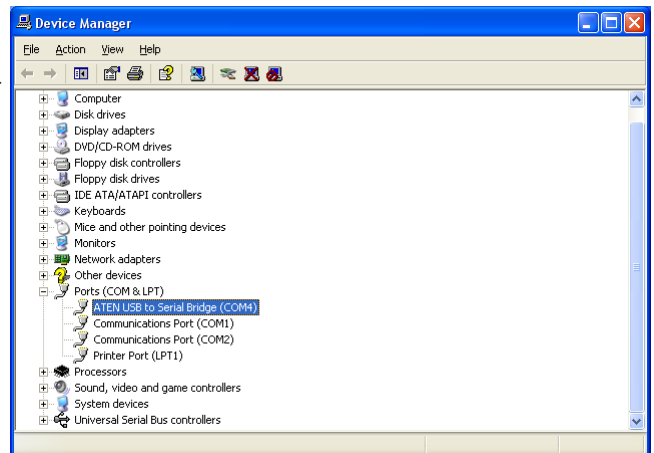 Device Manager
File Action View Help
Computer
Disk drives
Display adapters
DVD/CD-ROM drives
Floppy disk controllers
Floppy disk drives
IDE ATA/ATAPI controllers
Keyboards
Mice and other pointing devices
Monitors
Network adapters
Other devices
Ports (COM & LPT)
ATEN USB to Serial Bridge (COM4)
Communications Port (COM1)
Communications Port (COM2)
Printer Port (LPT1)
Processors
Sound, video and game controllers
System devices
Universal Serial Bus controllers